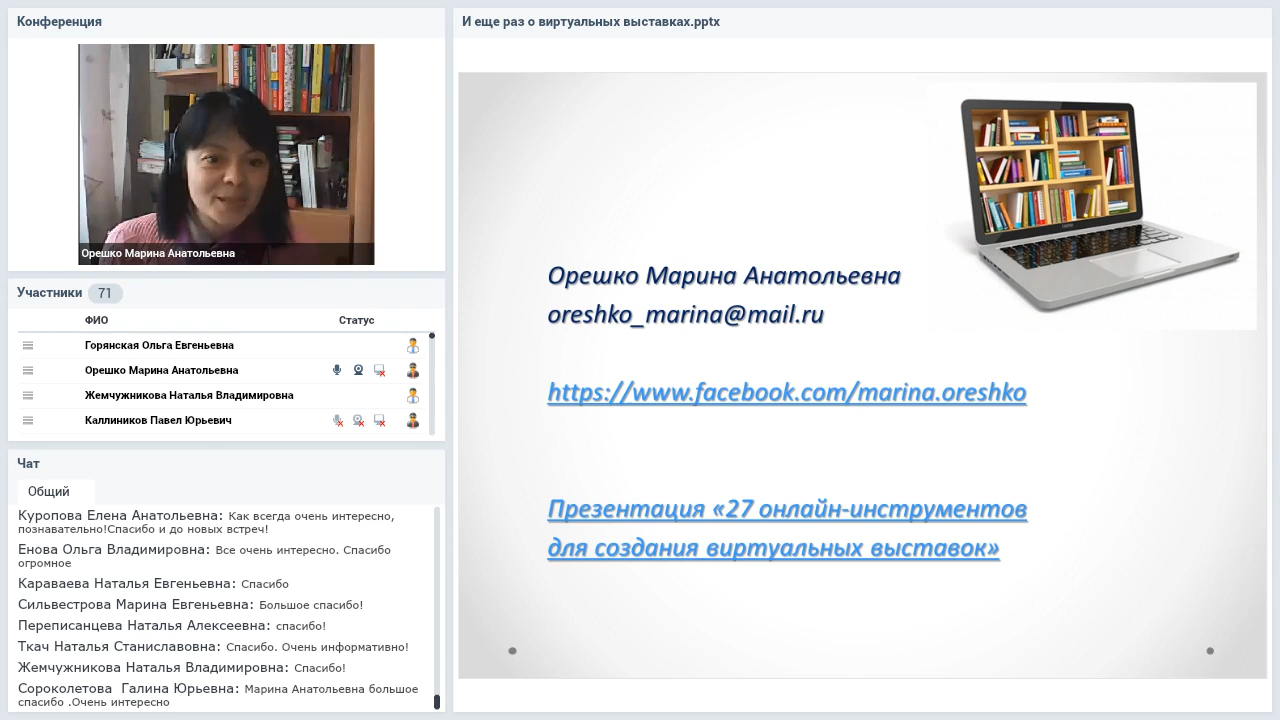 Конференция
Орешко Марина Анатольевна
Участники 71
ФИО Статус
Горянская Ольга Евгеньевна
Орешко Марина Анатольевна
Жемчужникова Наталья Владимировна
Каллиников Павел Юрьевич
Чат
Общий
Куропова Елена Анатольевна: Как всегда очень интересно,
познавательно!Спасибо и до новых встреч!
Енова Ольга Владимировна: Все очень интересно. Спасибо
огромное
Караваева Наталья Евгеньевна: Спасибо
Сильвестрова Марина Евгеньевна: Большое спасибо!
Переписанцева Наталья Алексеевна: спасибо!
Ткач Наталья Станиславовна: Спасибо. Очень информативно!
Жемчужникова Наталья Владимировна: Спасибо!
Сороколетова Галина Юрьевна: Марина Анатольевна большое
спасибо .Очень интересно
И еще раз о виртуальных выставках.pptx
Орешко Марина Анатольевна
oreshko_marina@mail.ru
https://www.facebook.com/marina.oreshko
Презентация «27 онлайн-инструментов
для создания виртуальных выставок»